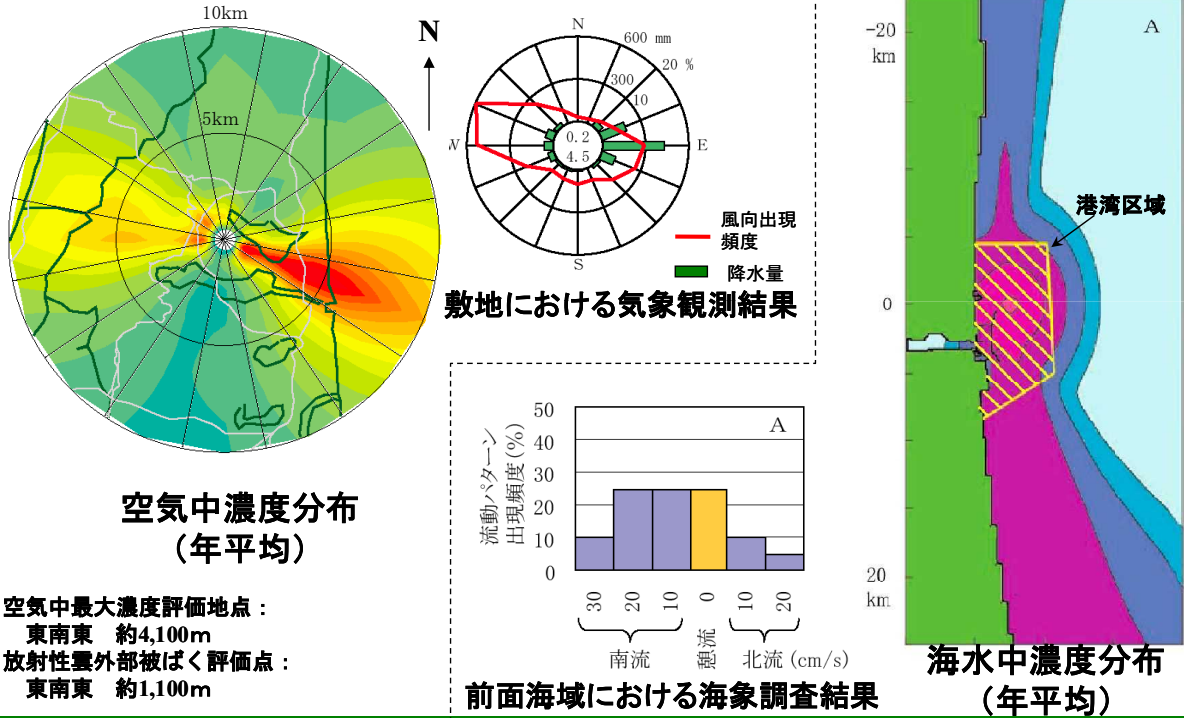 10km
5km
N
N
600 mm
20 %
300
10
0.2
4.5
W
E
S
風向出現
頻度
降水量
敷地における気象観測結果
空気中濃度分布
(年平均)
空気中最大濃度評価地点：
東南東　約4,100m
放射性雲外部被ばく評価点：
東南東　約1,100m
流動パターン
出現頻度(%)
50
40
30
20
10
0
A
30
20
10
0
10
20
南流
憩流
北流 (cm/s)
前面海域における海象調査結果
A
-20
km
港湾区域
0
20
km
海水中濃度分布
(年平均)